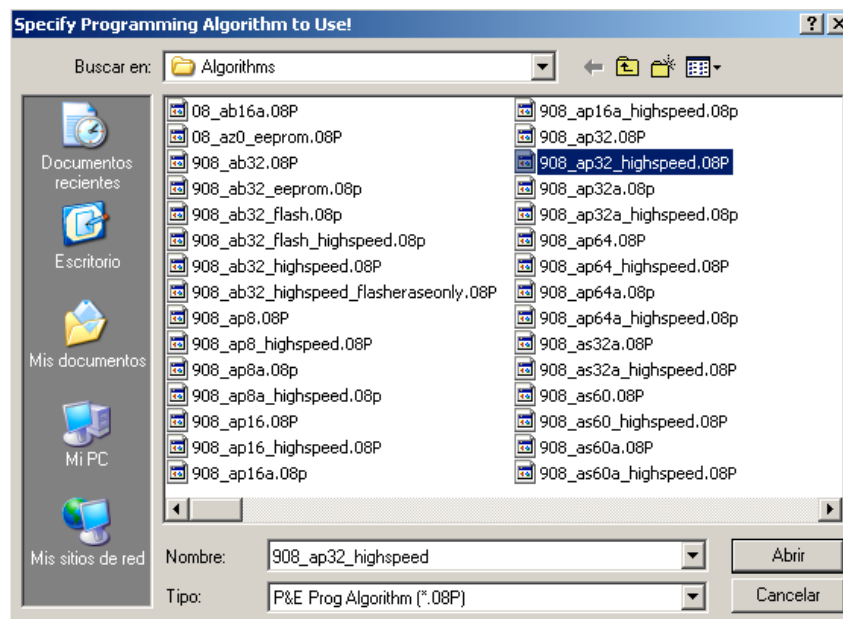 Specify Programming Algorithm to Use!
Buscar en: Algorithms
Documentos
recientes
Escritorio
Mis documentos
Mi PC
Mis sitios de red
08_ab16a.08P
08_az0_eeprom.08P
908_ab32.08P
908_ab32_eeprom.08p
908_ab32_flash.08p
908_ab32_flash_highspeed.08p
908_ab32_highspeed.08P
908_ab32_highspeed_flasheraseonly.08P
908_ap8.08P
908_ap8_highspeed.08P
908_ap8a.08p
908_ap8a_highspeed.08p
908_ap16.08P
908_ap16_highspeed.08P
908_ap16a.08p
908_ap16a_highspeed.08p
908_ap32.08P
908_ap32_highspeed.08P
908_ap32a.08p
908_ap32a_highspeed.08p
908_ap64.08P
908_ap64_highspeed.08P
908_ap64a.08p
908_ap64a_highspeed.08p
908_as32a.08P
908_as32a_highspeed.08P
908_as60.08P
908_as60_highspeed.08P
908_as60a.08P
908_as60a_highspeed.08P
Nombre: 908_ap32_highspeed Abrir
Tipo: P&E Prog Algorithm (*.08P) Cancelar